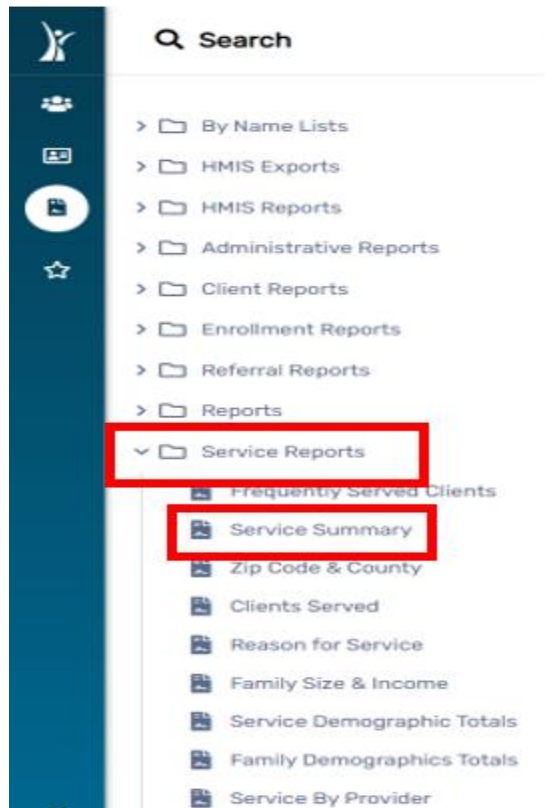 Search
By Name Lists
HMIS Exports
HMIS Reports
Administrative Reports
Client Reports
Enrollment Reports
Referral Reports
Reports
Service Reports
Frequently Served Clients
Service Summary
Zip Code & County
Clients Served
Reason for Service
Family Size & Income
Service Demographic Totals
Family Demographics Totals
Service By Provider